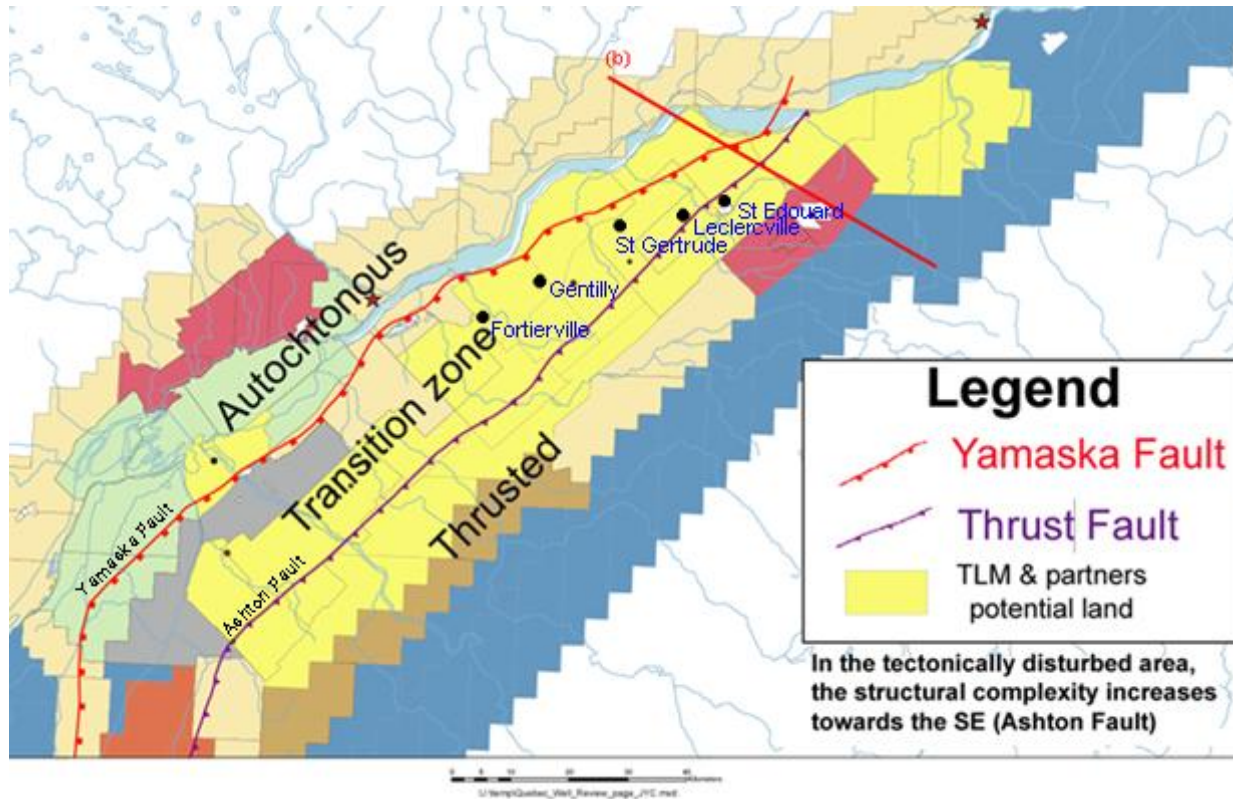 (b)
St Edouard
Leclercville
St Gertrude
Gentilly
Fortierville
Autochtonous
Transition zone
Thrusted
Yamaska Fault
Ashton Fault
Legend
Yamaska Fault
Thrust Fault
TLM & partners
potential land
In the tectonically disturbed area,
the structural complexity increases
towards the SE (Ashton Fault)